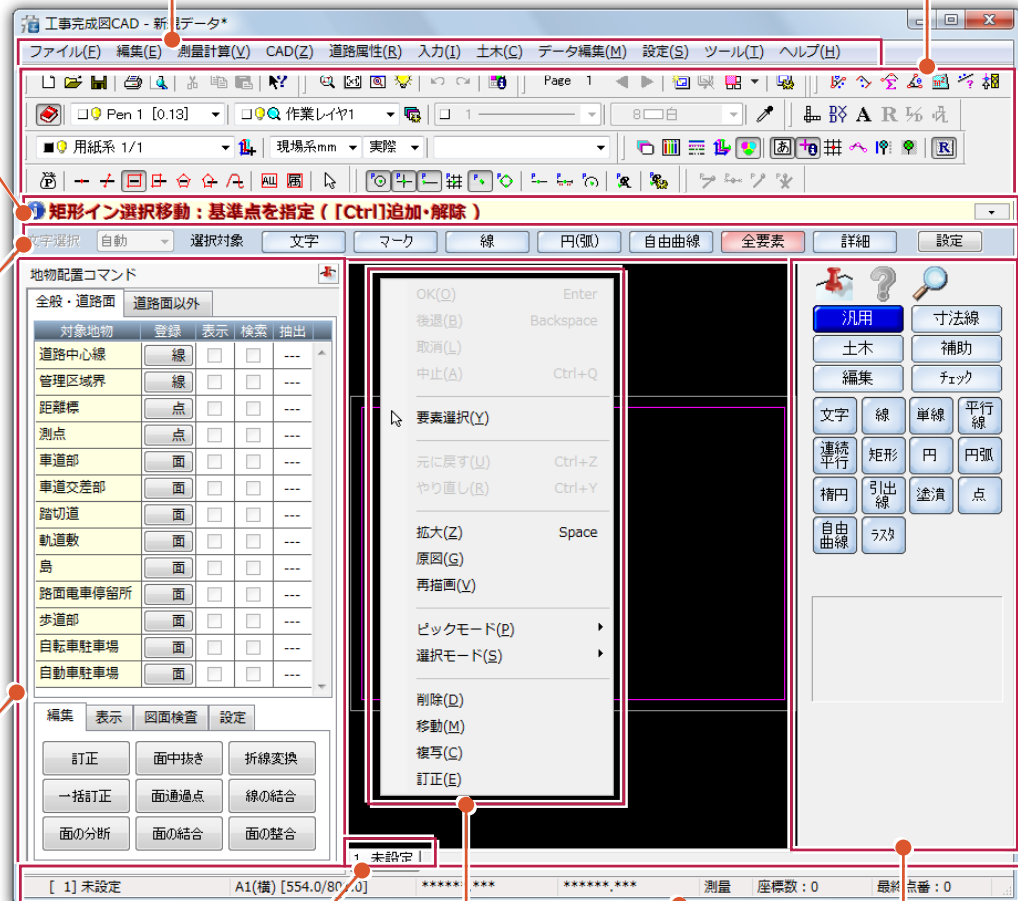 工事完成図CAD - 新規データ*
ファイル(F) 編集(E) 測量計算(V) CAD(Z) 道路属性(R) 入力(I) 土木(C) データ編集(M) 設定(S) ツール(T) ヘルプ(H)
Page 1
Pen 1 [0.13] 作業レイヤ1 1 8 白
用紙系 1/1 現場系mm 実際
矩形イン選択移動：基準点を指定 ( [Ctrl]追加・解除 )
文字選択 自動 選択対象 文字 マーク 線 円(弧) 自由曲線 全要素 詳細 設定
地物配置コマンド
全般・道路面 道路面以外
対象地物 登録 表示 検索 抽出
道路中心線 線 ---
管理区域界 線 ---
距離標 点 ---
測点 点 ---
車道部 面 ---
車道交差部 面 ---
踏切道 面 ---
軌道敷 面 ---
島 面 ---
路面電車停留所 面 ---
歩道部 面 ---
自転車駐車場 面 ---
自動車駐車場 面 ---
編集 表示 図面検査 設定
訂正 面中抜き 折線変換
一括訂正 面通過点 線の結合
面の分断 面の結合 面の整合
OK(O) Enter
後退(B) Backspace
取消(L)
中止(A) Ctrl+Q
要素選択(Y)
元に戻す(U) Ctrl+Z
やり直し(R) Ctrl+Y
拡大(Z) Space
原図(G)
再描画(V)
ピックモード(P)
選択モード(S)
削除(D)
移動(M)
複写(C)
訂正(E)
汎用 寸法線
土木 補助
編集 チェック
文字 線 単線 平行線
連続平行 矩形 円 円弧
楕円 引出線 塗潰 点
自由曲線 ラスタ
1 未設定
[ 1] 未設定 A1(横) ******.*** ******.*** 測量 座標数：0 最終点番：0